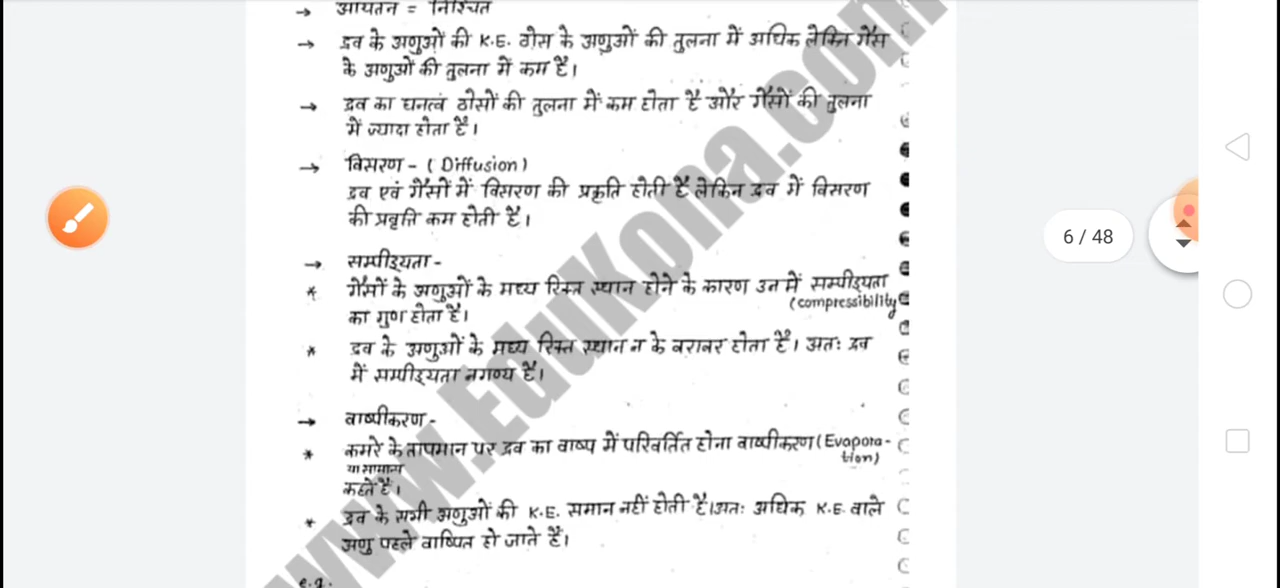 → आयतन = निश्चित
→ द्रव के अणुओं की K.E. ठोस के अणुओं की तुलना में अधिक लेकिन गैस
के अणुओं की तुलना में कम है।
→ द्रव का घनत्व ठोसों की तुलना में कम होता है और गैसों की तुलना
में ज्यादा होता है।
→ विसरण - ( Diffusion)
द्रव एवं गैसों में विसरण की प्रकृति होती है लेकिन द्रव में विसरण
की प्रवृत्ति कम होती है।
→ सम्पीड्यता -
* गैसों के अणुओं के मध्य रिक्त स्थान होने के कारण उन में सम्पीड्यता
(compressibility
का गुण होता है।
* द्रव के अणुओं के मध्य रिक्त स्थान न के बराबर होता है। अतः द्रव
में सम्पीड्यता नगण्य है।
→ वाष्पीकरण -
* कमरे के तापमान पर द्रव का वाष्प में परिवर्तित होना वाष्पीकरण (Evapora-
tion)
या सामान्य
कहते है।
* द्रव के सभी अणुओं की K.E. समान नहीं होती है।अतः अधिक K.E. वाले
अणु पहले वाष्पित हो जाते है।
e.g.
www.EduKoma.com
6 / 48